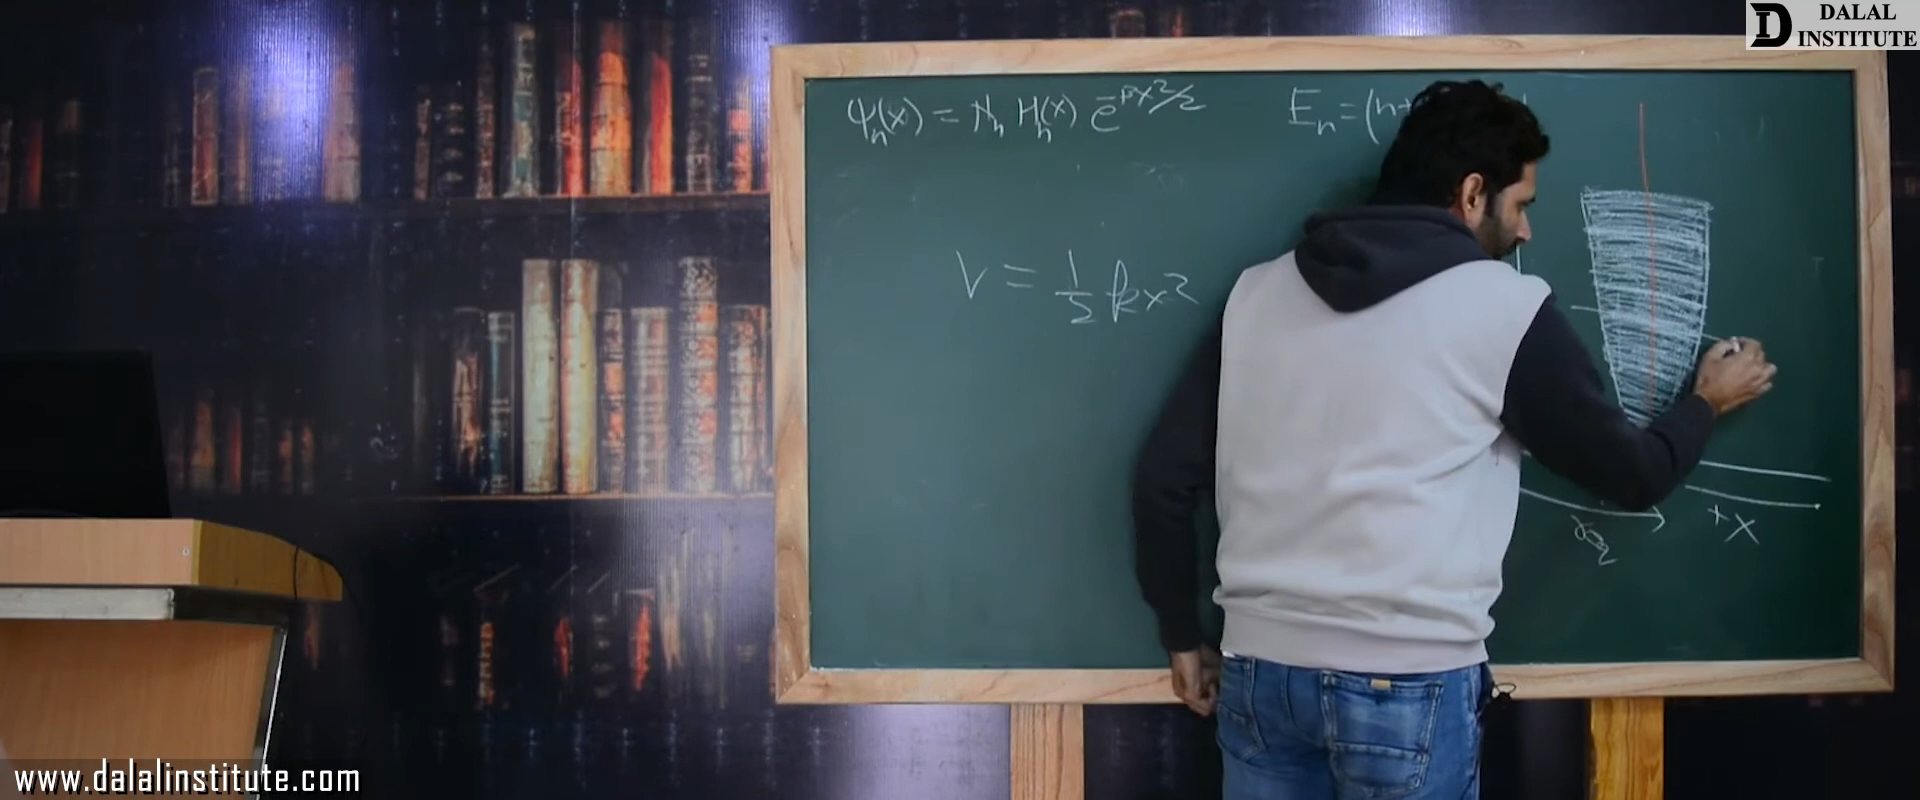 DALAL
INSTITUTE
ψₙ(x) = Nₙ Hₙ(x) e^{-βx²/2}
Eₙ = (n+
V = 1/2 kx²
+x
www.dalalinstitute.com